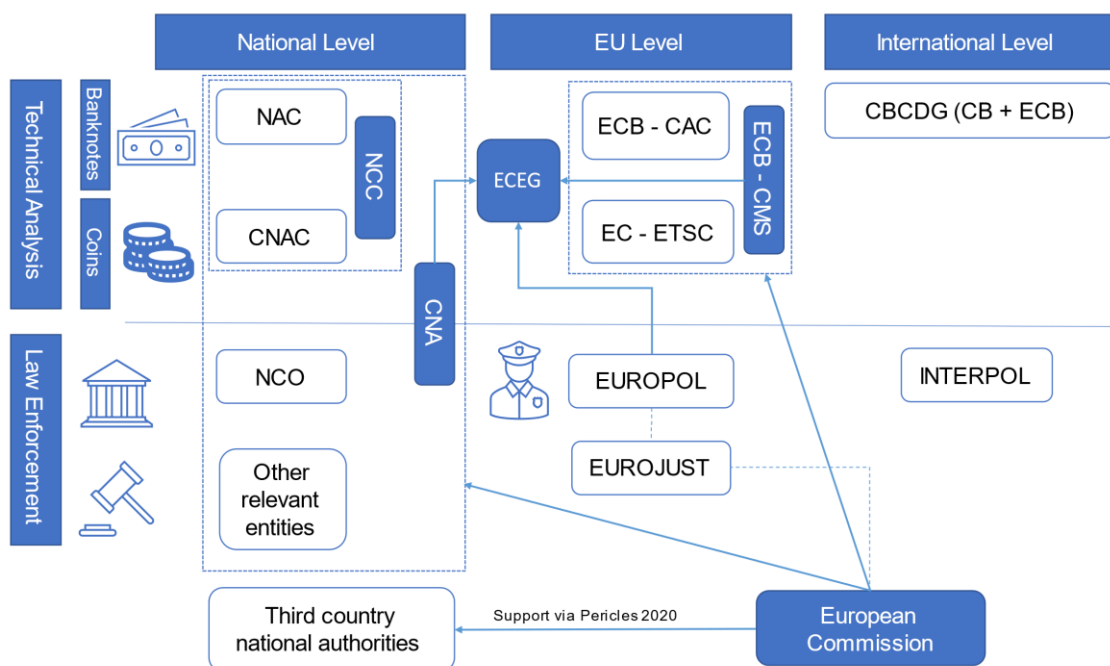 National Level
EU Level
International Level
Technical Analysis
Banknotes
Coins
NAC
CNAC
NCC
CNA
ECEG
ECB - CAC
EC - ETSC
ECB - CMS
CBCDG (CB + ECB)
Law Enforcement
NCO
Other
relevant
entities
EUROPOL
EUROJUST
INTERPOL
Third country
national authorities
Support via Pericles 2020
European
Commission